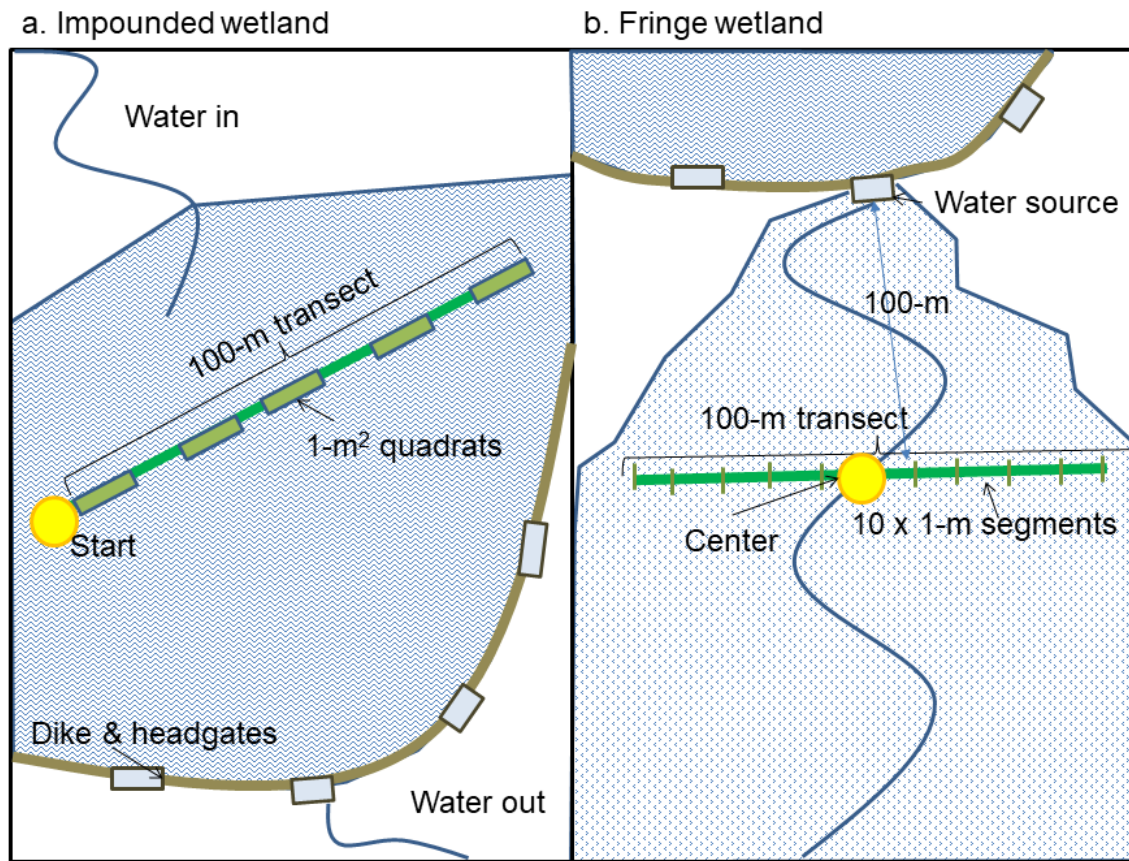 a. Impounded wetland
b. Fringe wetland
Water in
100-m transect
1-m² quadrats
Start
Dike & headgates
Water out
Water source
100-m
100-m transect
Center
10 x 1-m segments